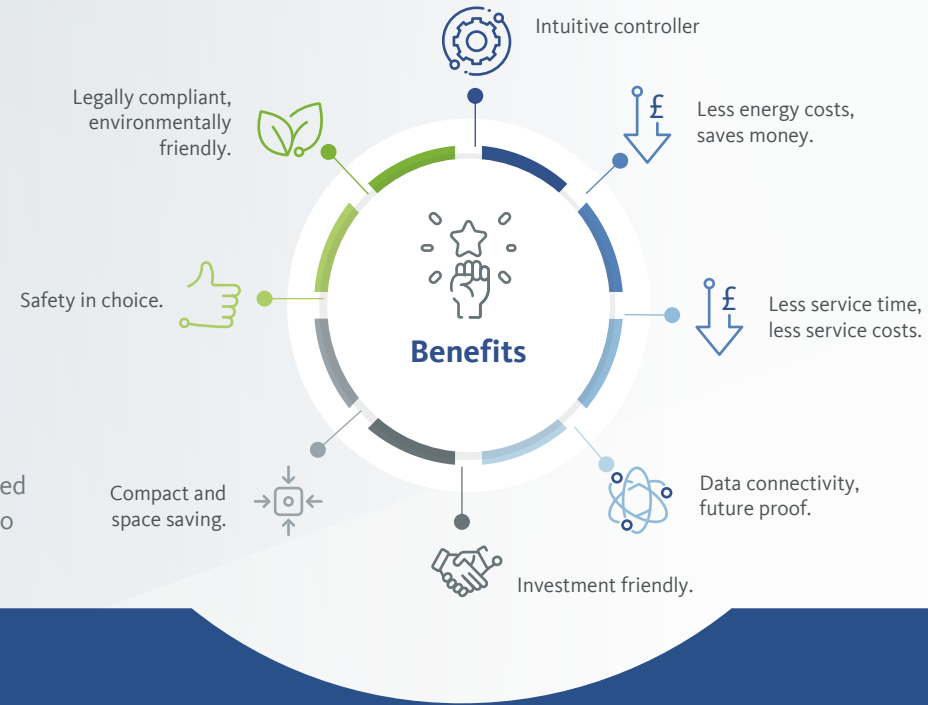 Intuitive controller
Legally compliant,
environmentally
friendly.
£
Less energy costs,
saves money.
Safety in choice.
£
Less service time,
less service costs.
Benefits
ed
o
Compact and
space saving.
Data connectivity,
future proof.
Investment friendly.